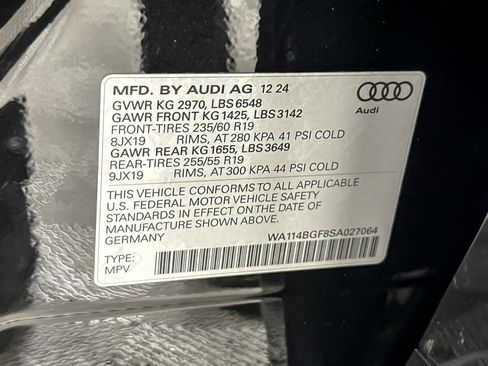 MFD. BY AUDI AG 12 24
GVWR KG 2970, LBS 6548
GAWR FRONT KG 1425, LBS 3142
FRONT-TIRES 235/60 R19
8JX19 RIMS, AT 280 KPA 41 PSI COLD
GAWR REAR KG 1655, LBS 3649
REAR-TIRES 255/55 R19
9JX19 RIMS, AT 300 KPA 44 PSI COLD
THIS VEHICLE CONFORMS TO ALL APPLICABLE
U.S. FEDERAL MOTOR VEHICLE SAFETY
STANDARDS IN EFFECT ON THE DATE OF
MANUFACTURE SHOWN ABOVE.
GERMANY
WA114BGF8SA027064
TYPE:
MPV
Audi